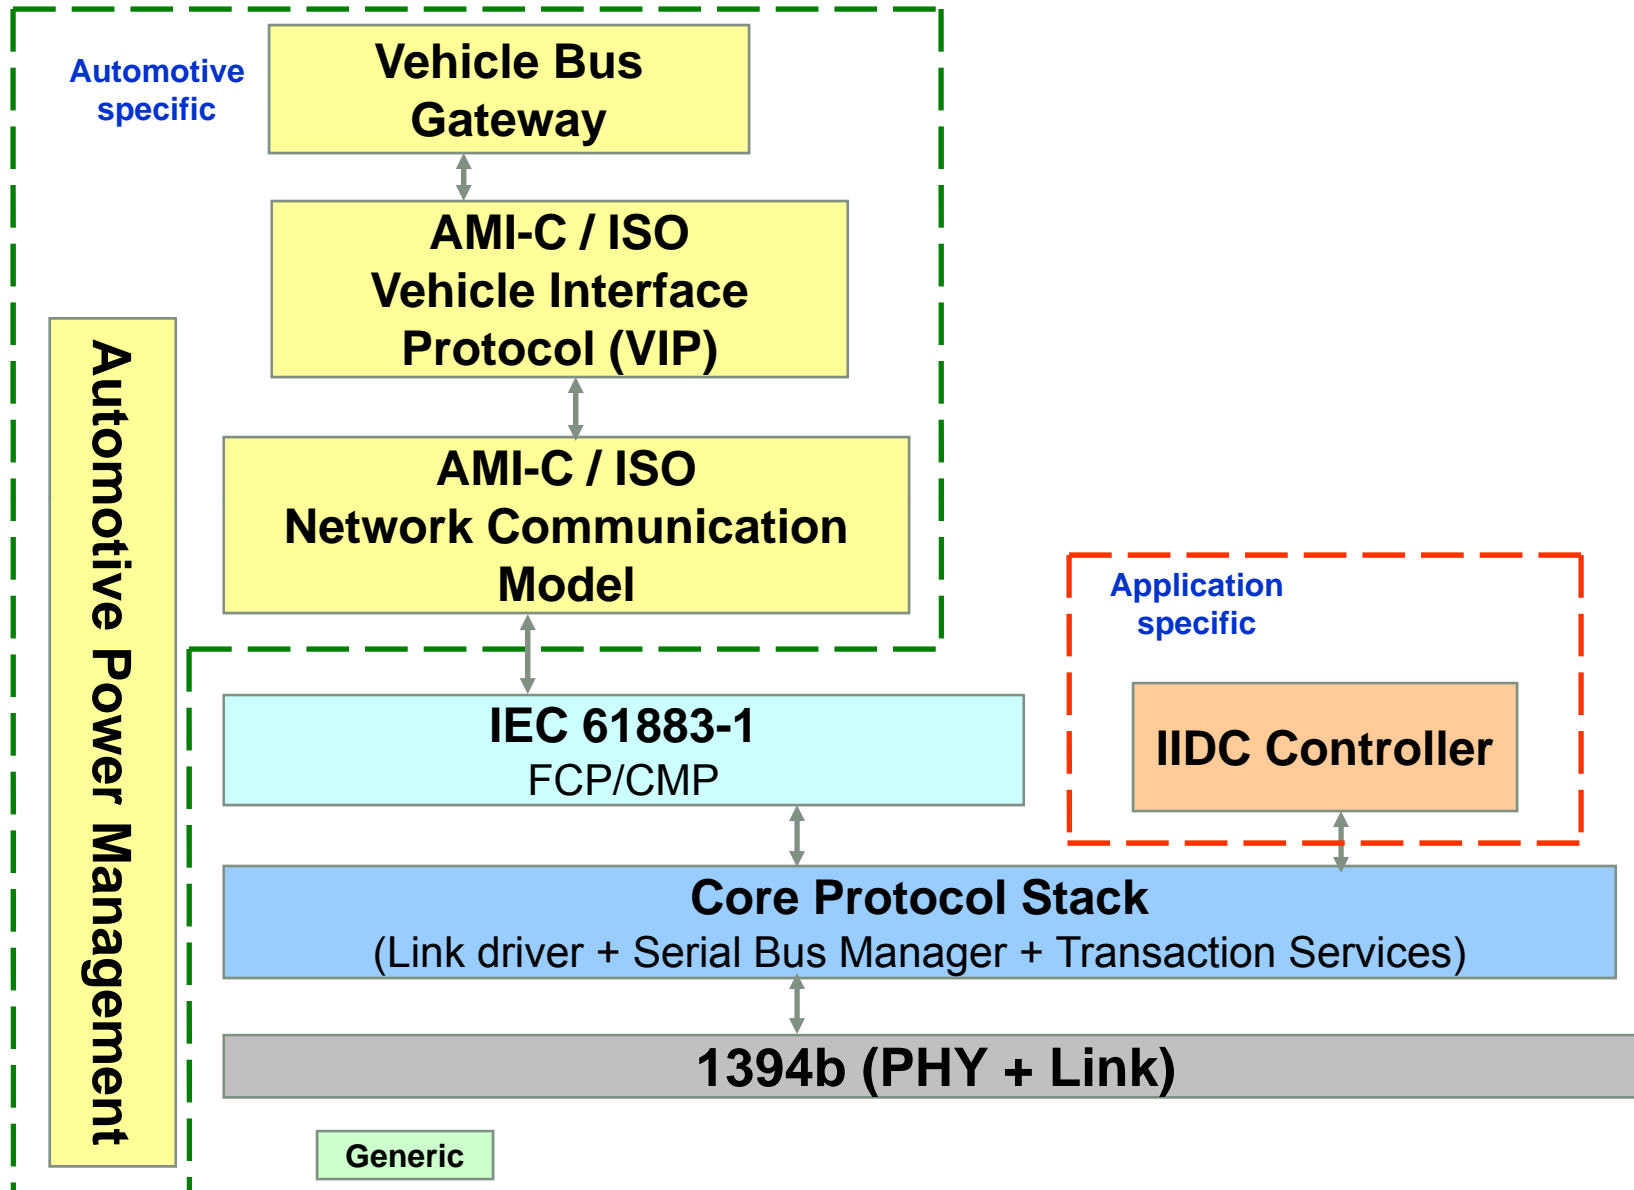 Automotive
specific
Vehicle Bus
Gateway
AMI-C / ISO
Vehicle Interface
Protocol (VIP)
Automotive Power Management
AMI-C / ISO
Network Communication
Model
Application
specific
IEC 61883-1
FCP/CMP
IIDC Controller
Core Protocol Stack
(Link driver + Serial Bus Manager + Transaction Services)
1394b (PHY + Link)
Generic